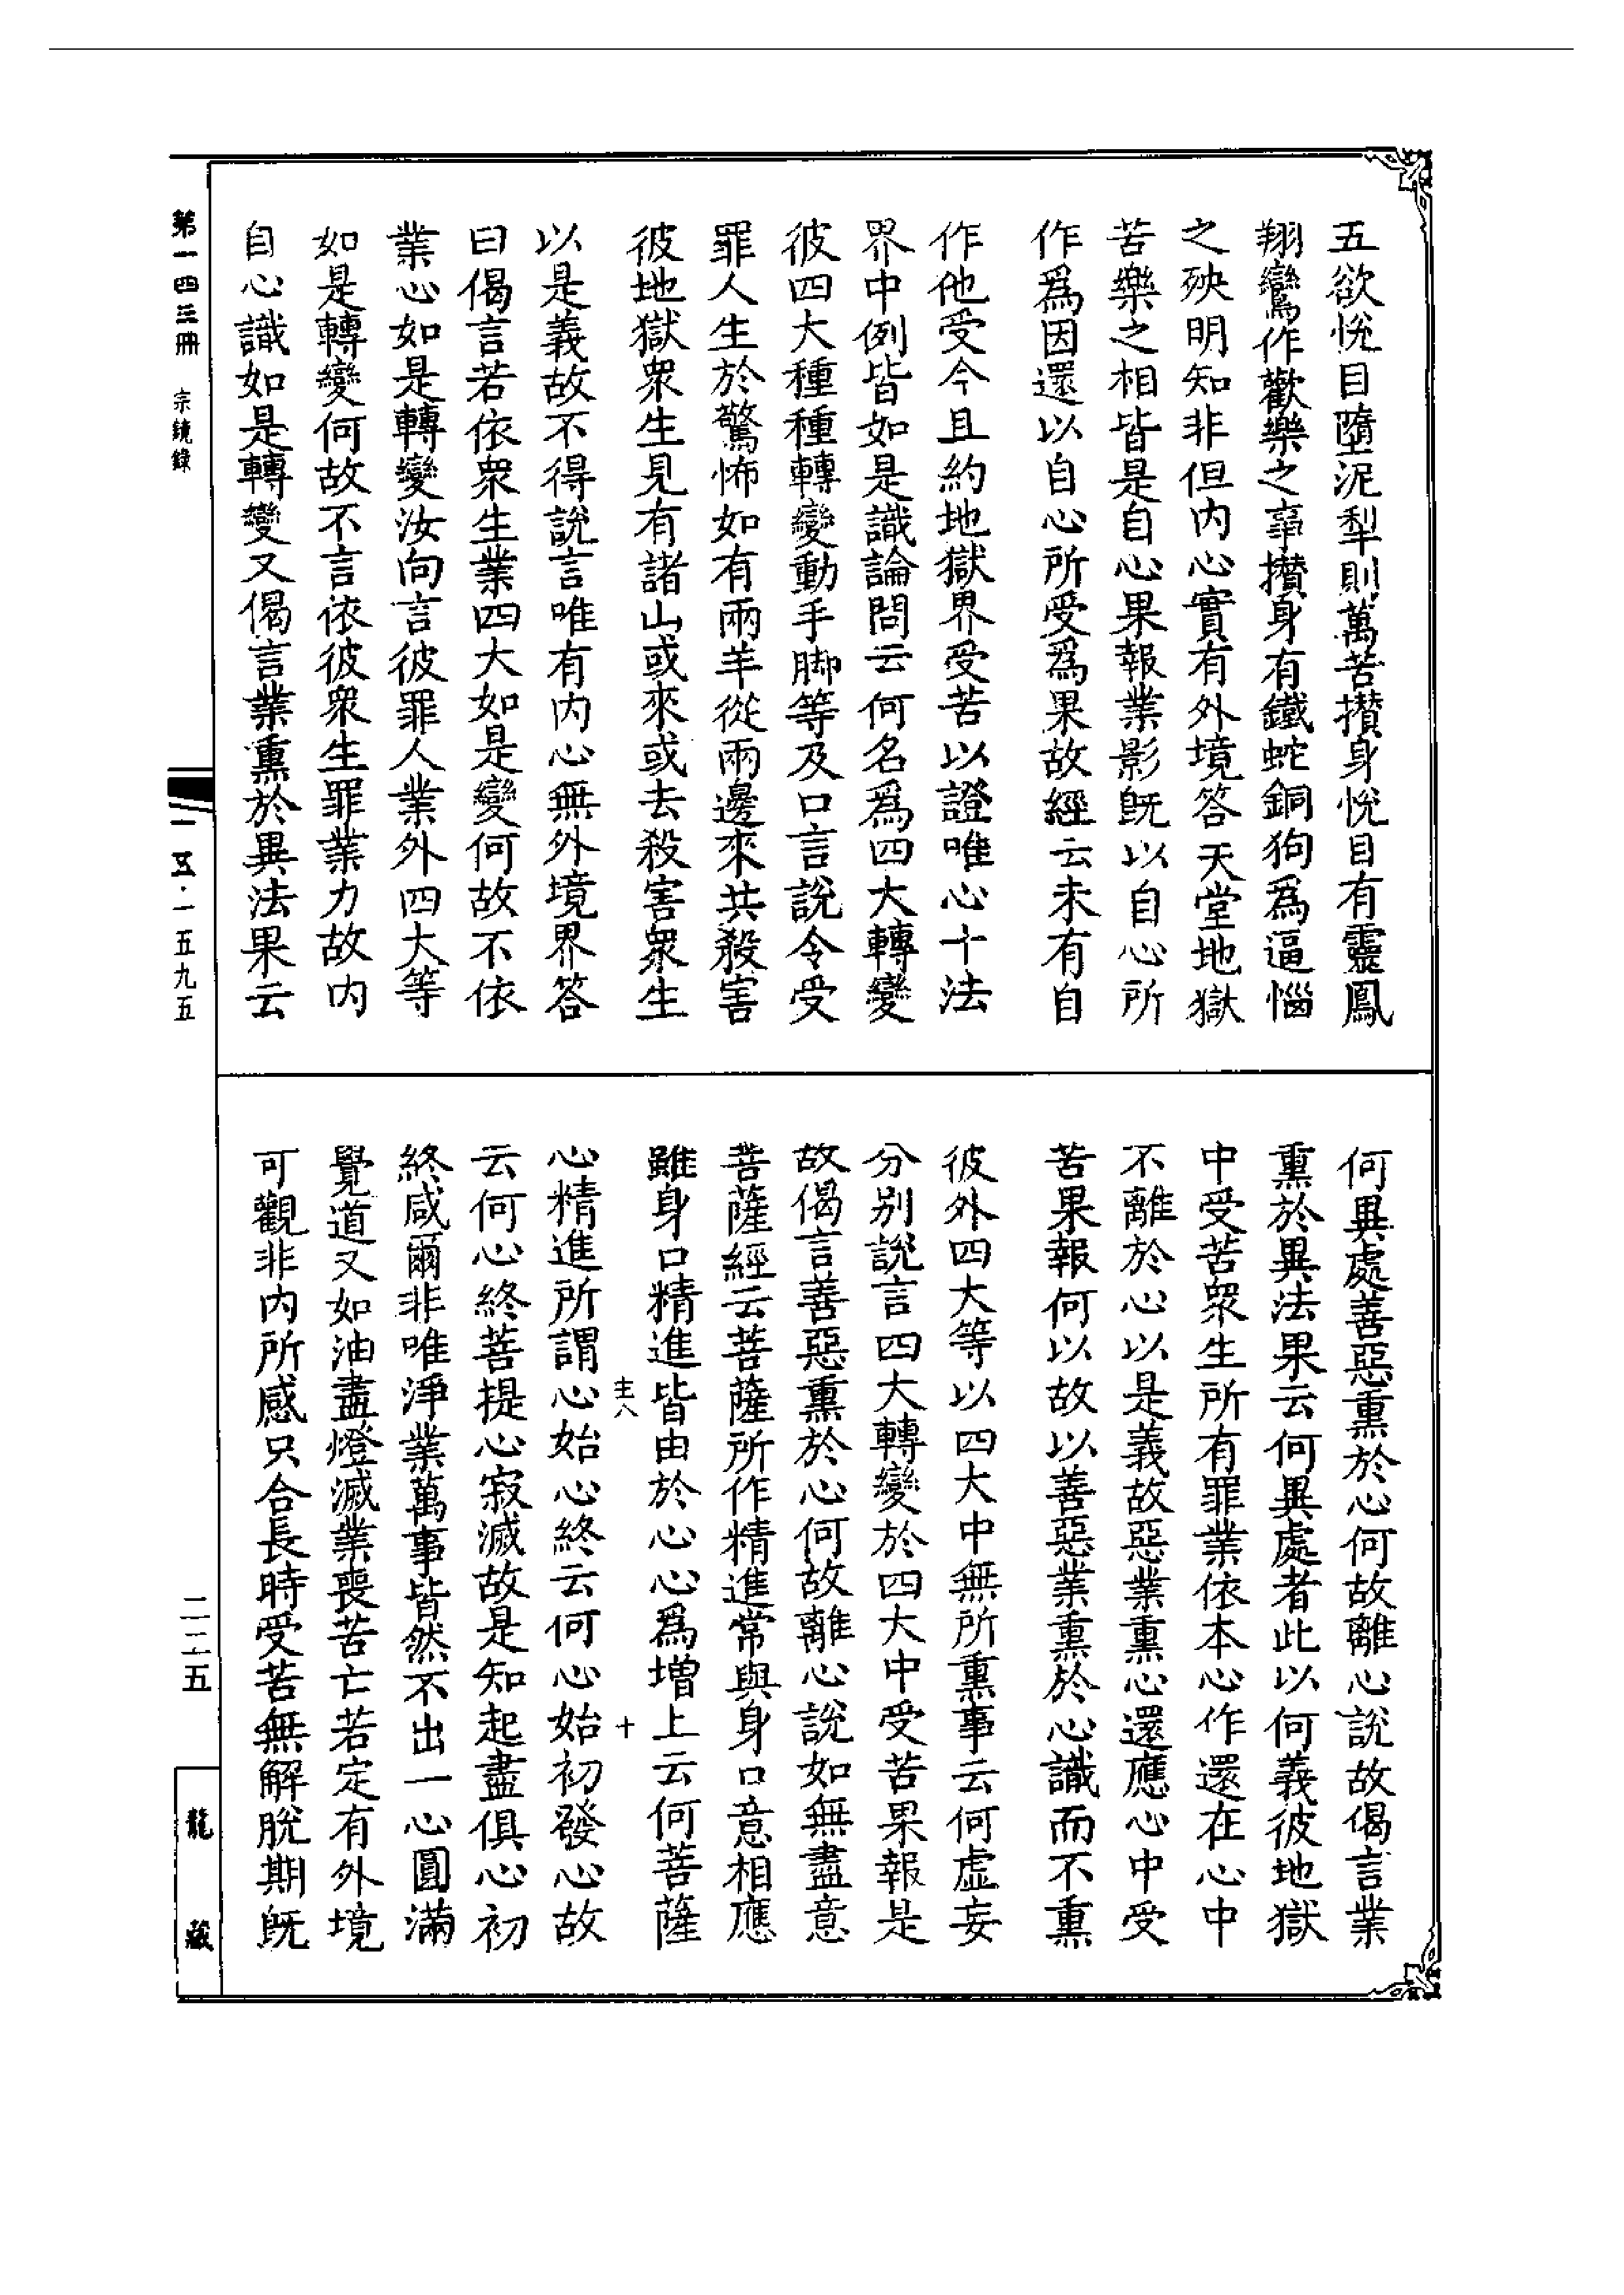 五欲悅目墮泥犁則萬苦攢身悅目有靈鳳
翔鸞作歡樂之事攢身有鐵蛇銅狗爲逼惱
之殃明知非但內心實有外境答天堂地獄
苦樂之相皆是自心果報業影旣以自心所
作爲因還以自心所受爲果故經云未有自
作他受今且約地獄界受苦以證唯心十法
界中例皆如是識論問云何名爲四大轉變
彼四大種種轉變動手脚等及口言說令受
罪人生於驚怖如有兩羊從兩邊來共殺害
彼地獄衆生見有諸山或來或去殺害衆生
以是義故不得說言唯有內心無外境界答
曰偈言若依衆生業四大如是變何故不依
業心如是轉變汝向言彼罪人業外四大等
如是轉變何故不言依彼衆生罪業力故內
自心識如是轉變又偈言業熏於異法果云
何異處善惡熏於心何故離心說故偈言業
熏於異法果云何異處者此以何義彼地獄
中受苦衆生所有罪業依本心作還在心中
不離於心以是義故惡業熏心還應心中受
苦果報何以故以善惡業熏於心識而不熏
彼外四大等以四大中無所熏事云何虛妄
分別說言四大轉變於四大中受苦果報是
故偈言善惡熏於心何故離心說如無盡意
菩薩經云菩薩所作精進常與身口意相應
雖身口精進皆由於心心爲增上云何菩薩
主八 十
心精進所謂心始心終云何心始初發心故
云何心終菩提心寂滅故是知起盡俱心初
終咸爾非唯淨業萬事皆然不出一心圓滿
覺道又如油盡燈滅業喪苦亡若定有外境
可觀非內所感只合長時受苦無解脫期旣
第一四三冊 宗鏡錄
一五·一五九五
二二五
龍藏